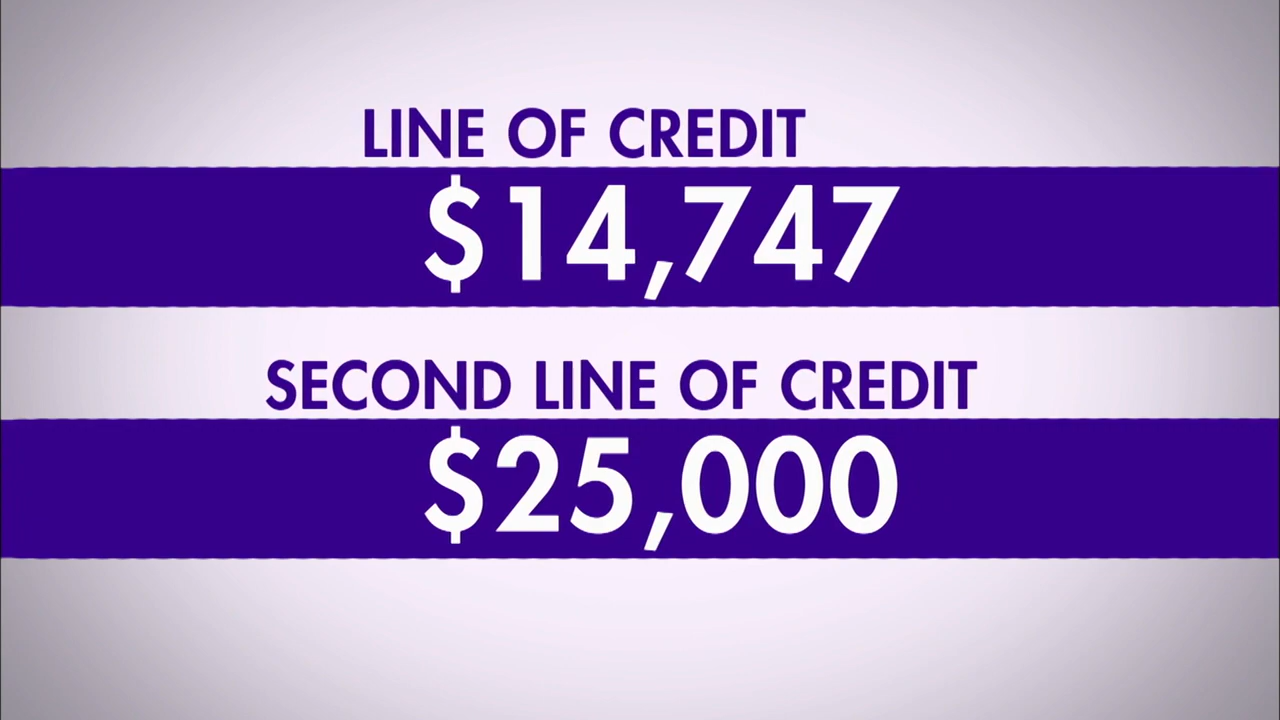 LINE OF CREDIT
$14,747
SECOND LINE OF CREDIT
$25,000